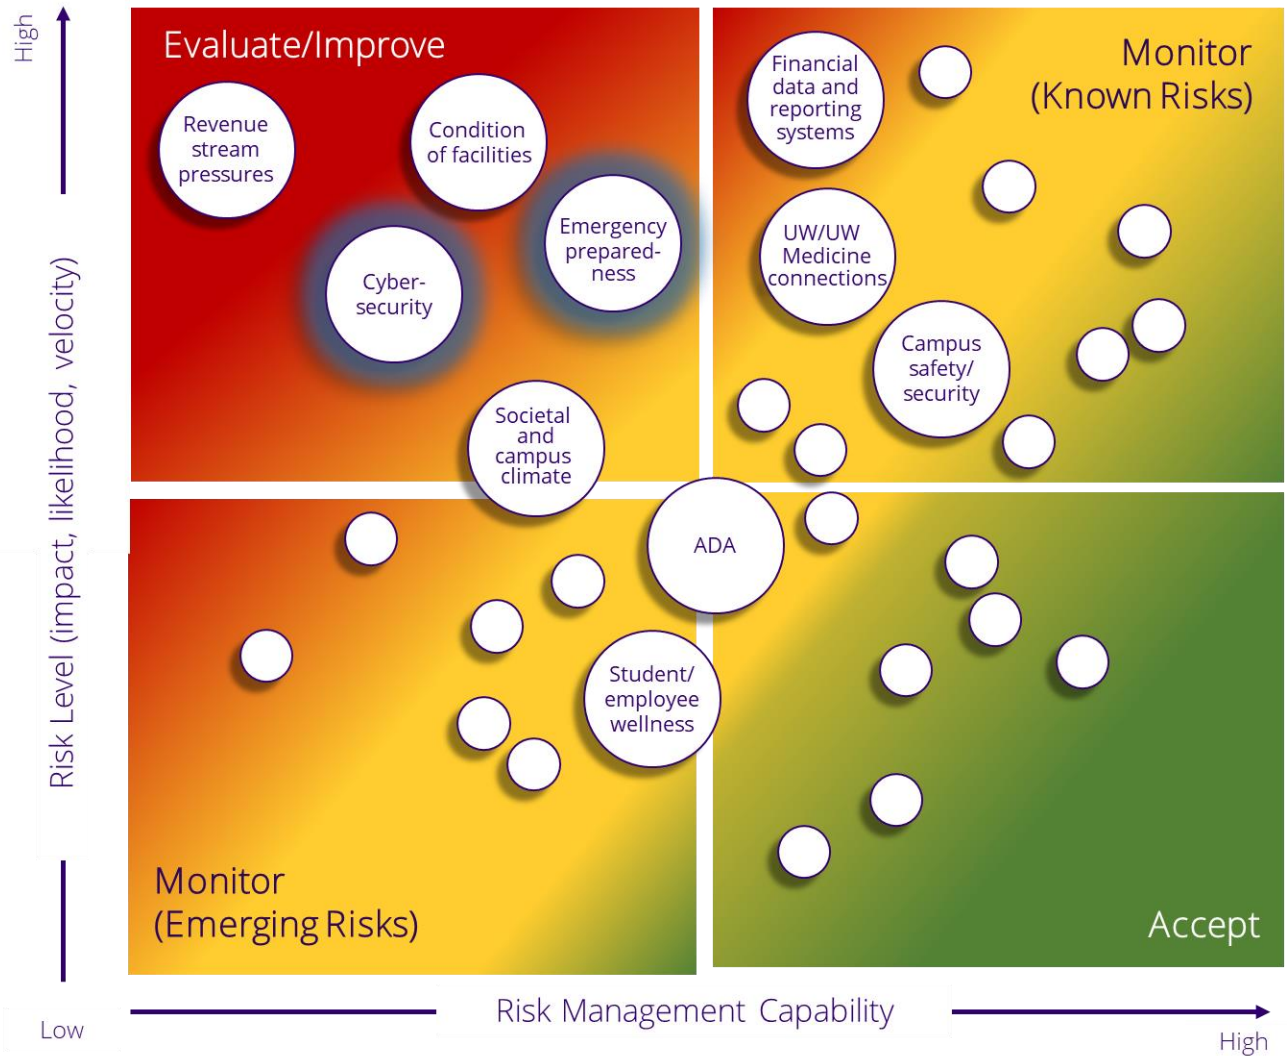 High
Risk Level (impact, likelihood, velocity)
Low
Evaluate/Improve
Revenue
stream
pressures
Condition
of facilities
Emergency
prepared-
ness
Cyber-
security
Societal
and
campus
climate
Monitor
(Known Risks)
Financial
data and
reporting
systems
UW/UW
Medicine
connections
Campus
safety/
security
ADA
Student/
employee
wellness
Monitor
(Emerging Risks)
Accept
Risk Management Capability
High